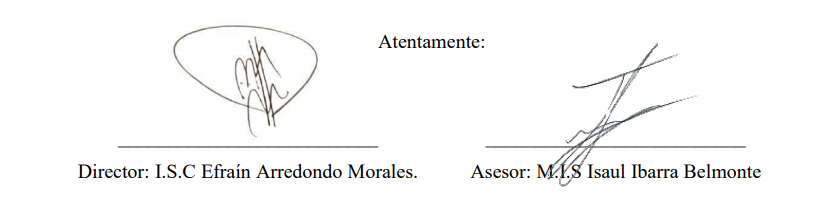 Atentamente:
Director: I.S.C Efraín Arredondo Morales.
Asesor: M.I.S Isaul Ibarra Belmonte